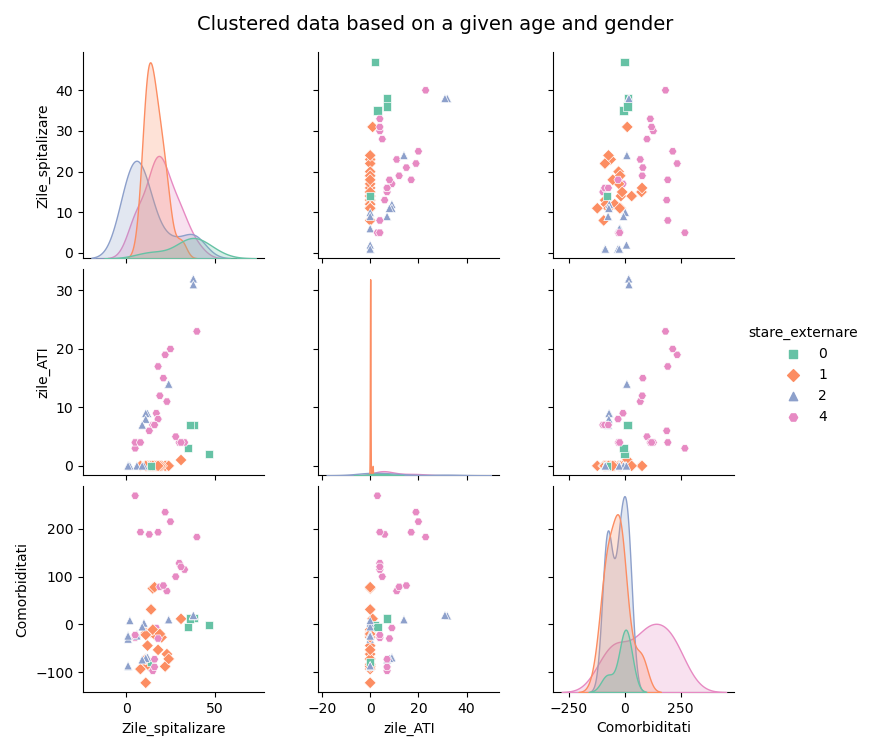 Clustered data based on a given age and gender
Zile_spitalizare
40
30
20
10
0
zile_ATI
30
20
10
0
Comorbiditati
200
100
0
−100
0 50
Zile_spitalizare
−20 0 20 40
zile_ATI
−250 0 250
Comorbiditati
stare_externare
0
1
2
4